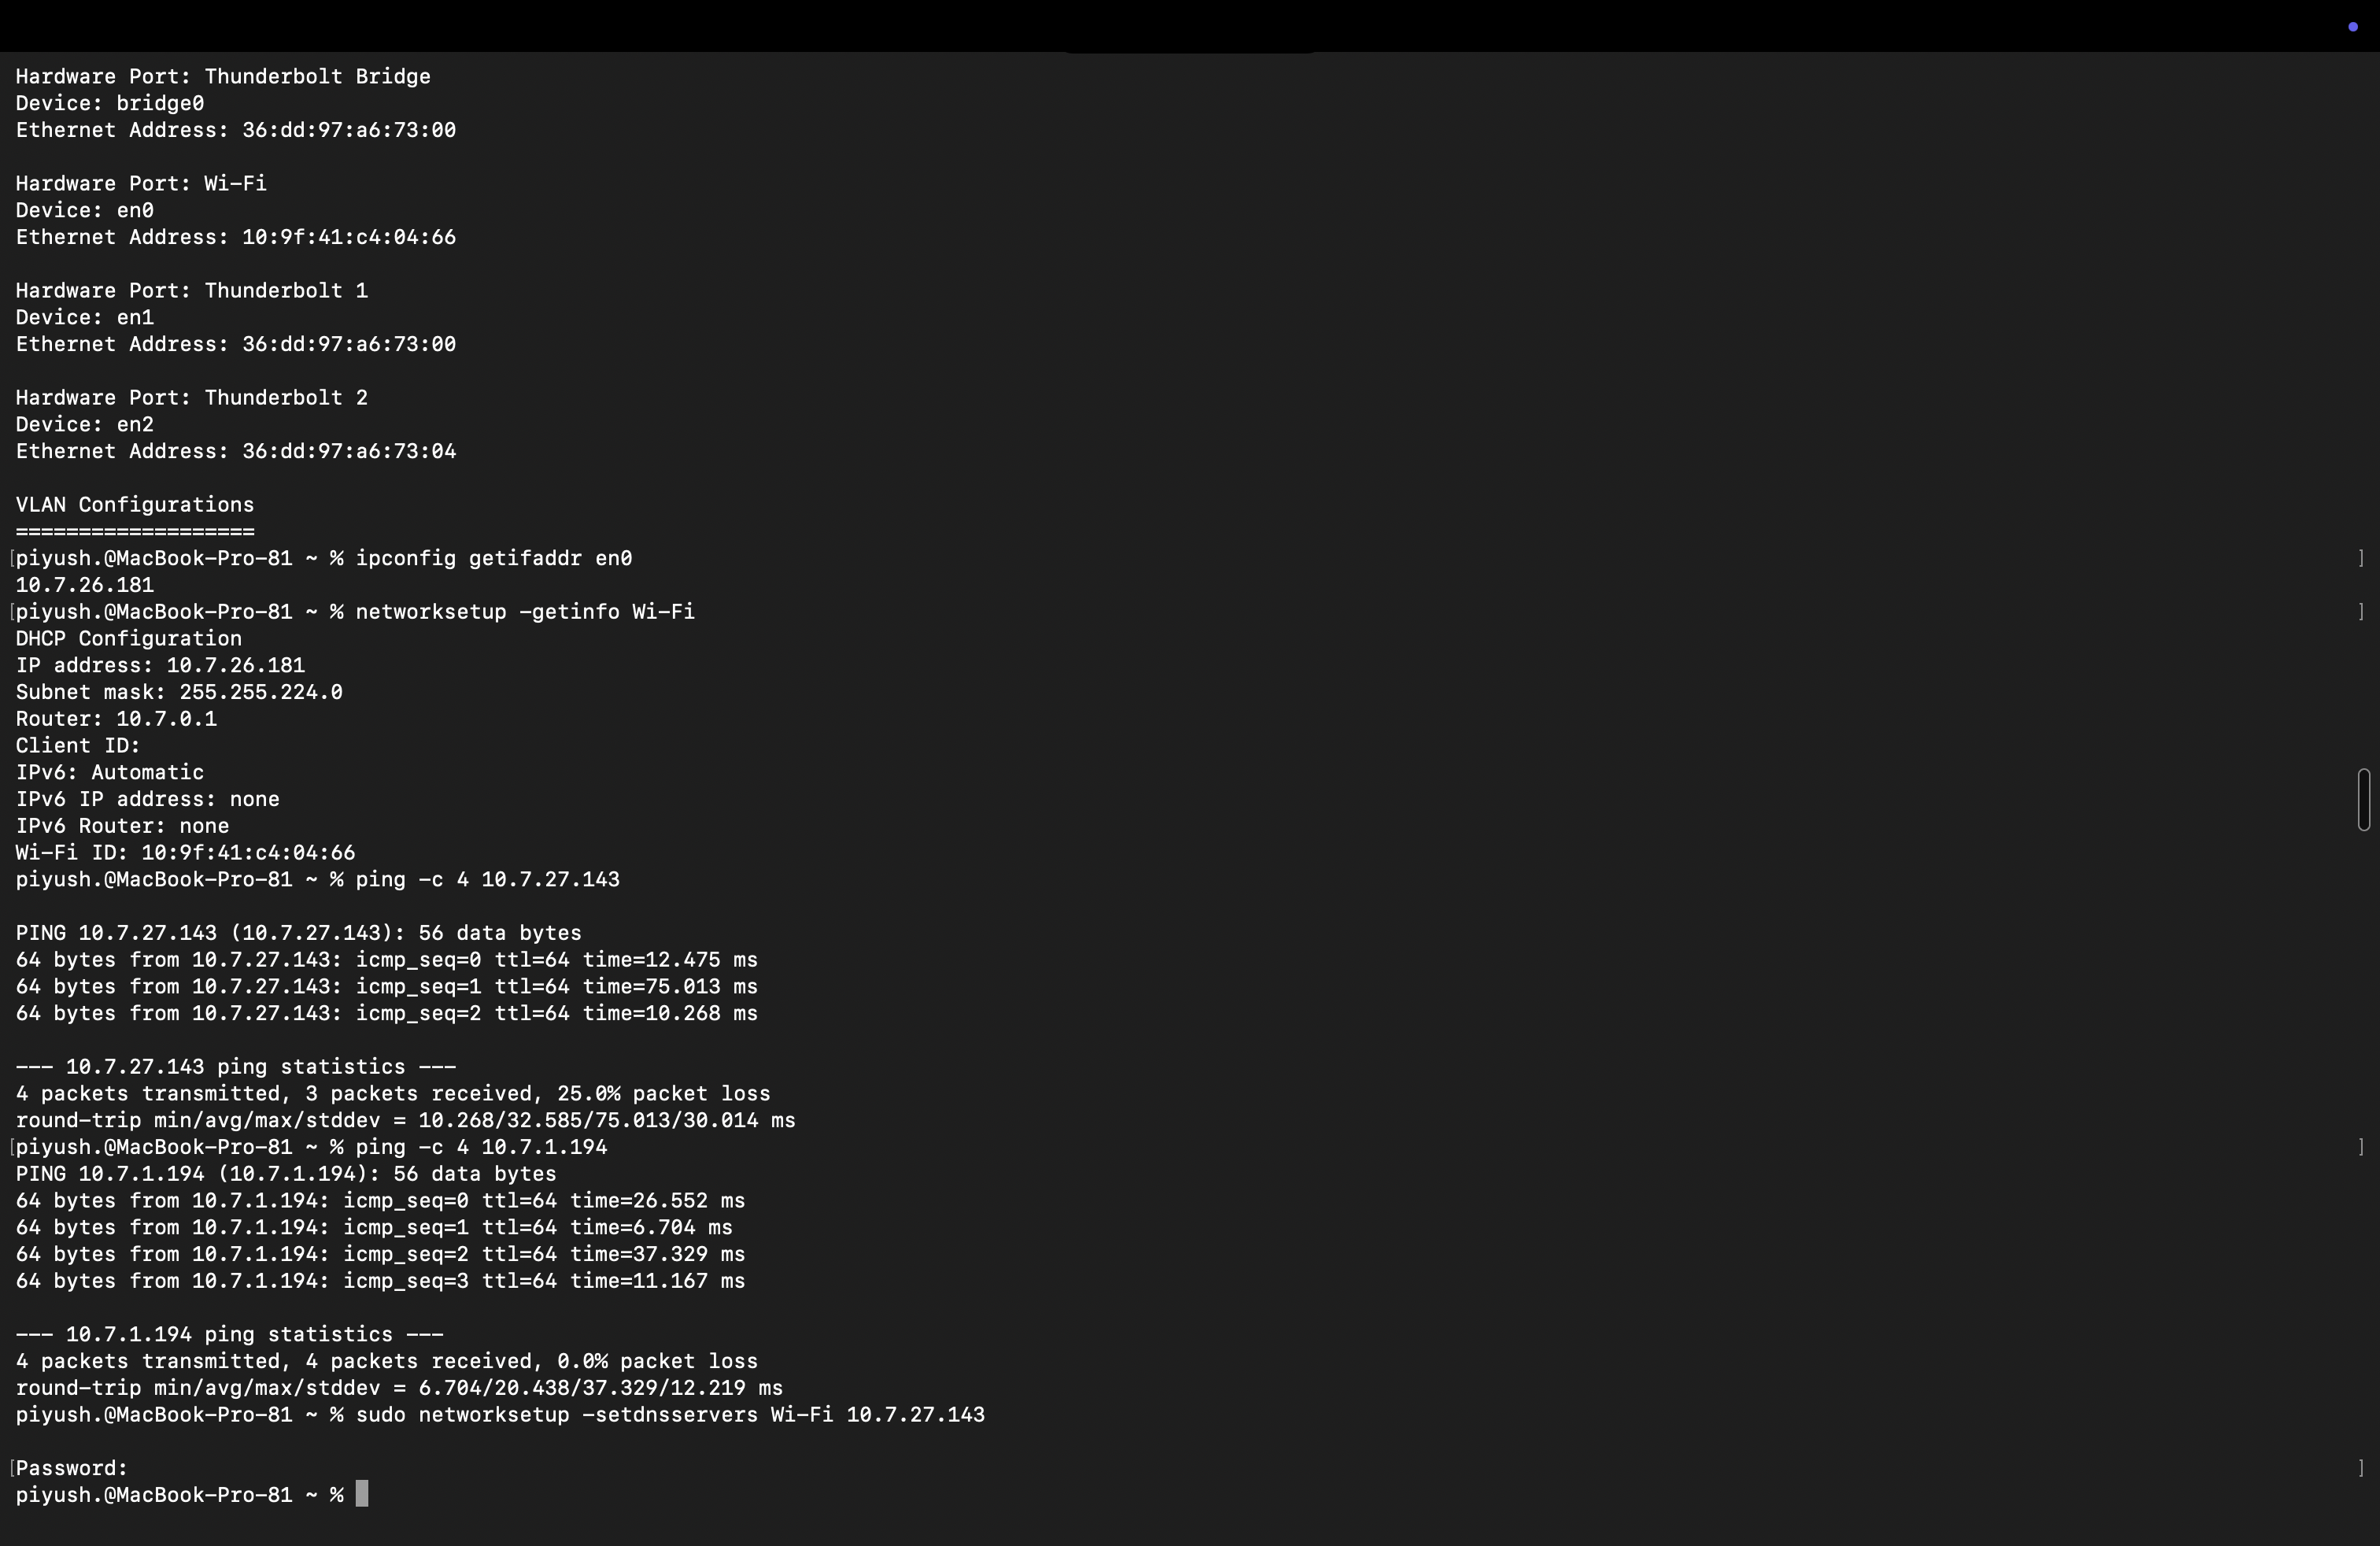 Hardware Port: Thunderbolt Bridge
Device: bridge0
Ethernet Address: 36:dd:97:a6:73:00

Hardware Port: Wi-Fi
Device: en0
Ethernet Address: 10:9f:41:c4:04:66

Hardware Port: Thunderbolt 1
Device: en1
Ethernet Address: 36:dd:97:a6:73:00

Hardware Port: Thunderbolt 2
Device: en2
Ethernet Address: 36:dd:97:a6:73:04

VLAN Configurations
===================
[piyush.@MacBook-Pro-81 ~ % ipconfig getifaddr en0 ]
10.7.26.181
[piyush.@MacBook-Pro-81 ~ % networksetup -getinfo Wi-Fi ]
DHCP Configuration
IP address: 10.7.26.181
Subnet mask: 255.255.224.0
Router: 10.7.0.1
Client ID:
IPv6: Automatic
IPv6 IP address: none
IPv6 Router: none
Wi-Fi ID: 10:9f:41:c4:04:66
piyush.@MacBook-Pro-81 ~ % ping -c 4 10.7.27.143

PING 10.7.27.143 (10.7.27.143): 56 data bytes
64 bytes from 10.7.27.143: icmp_seq=0 ttl=64 time=12.475 ms
64 bytes from 10.7.27.143: icmp_seq=1 ttl=64 time=75.013 ms
64 bytes from 10.7.27.143: icmp_seq=2 ttl=64 time=10.268 ms

--- 10.7.27.143 ping statistics ---
4 packets transmitted, 3 packets received, 25.0% packet loss
round-trip min/avg/max/stddev = 10.268/32.585/75.013/30.014 ms
[piyush.@MacBook-Pro-81 ~ % ping -c 4 10.7.1.194 ]
PING 10.7.1.194 (10.7.1.194): 56 data bytes
64 bytes from 10.7.1.194: icmp_seq=0 ttl=64 time=26.552 ms
64 bytes from 10.7.1.194: icmp_seq=1 ttl=64 time=6.704 ms
64 bytes from 10.7.1.194: icmp_seq=2 ttl=64 time=37.329 ms
64 bytes from 10.7.1.194: icmp_seq=3 ttl=64 time=11.167 ms

--- 10.7.1.194 ping statistics ---
4 packets transmitted, 4 packets received, 0.0% packet loss
round-trip min/avg/max/stddev = 6.704/20.438/37.329/12.219 ms
piyush.@MacBook-Pro-81 ~ % sudo networksetup -setdnsservers Wi-Fi 10.7.27.143

[Password: ]
piyush.@MacBook-Pro-81 ~ %